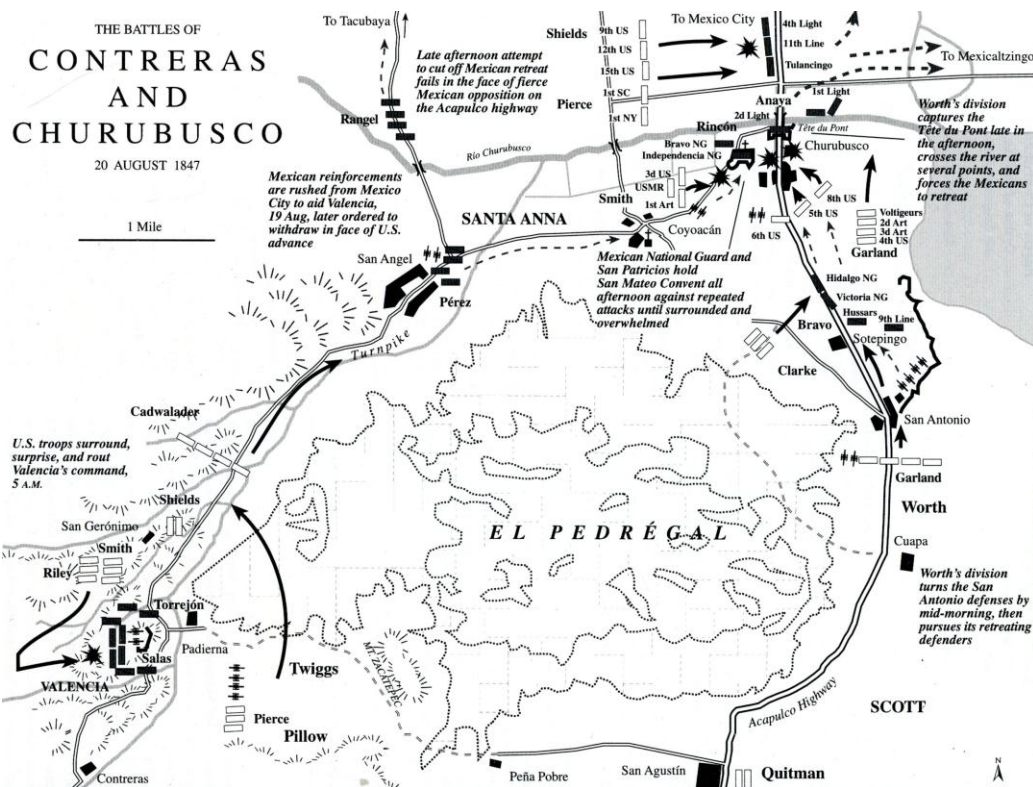 THE BATTLES OF
CONTRERAS
AND
CHURUBUSCO
20 AUGUST 1847
1 Mile
To Tacubaya
Late afternoon attempt
to cut off Mexican retreat
fails in the face of fierce
Mexican opposition on
the Acapulco highway
Shields
9th US
12th US
15th US
Pierce
1st SC
1st NY
To Mexico City
4th Light
11th Line
Tulancingo
To Mexicaltzingo
1st Light
Anaya
2d Light
Tête du Pont
Churubusco
Worth's division
captures the
Tête du Pont late in
the afternoon,
crosses the river at
several points, and
forces the Mexicans
to retreat
Rangel
Río Churubusco
Rincón
Bravo NG
Independencia NG
3d US
USMR
1st Art
Smith
Mexican reinforcements
are rushed from Mexico
City to aid Valencia,
19 Aug, later ordered to
withdraw in face of U.S.
advance
SANTA ANNA
Coyoacán
8th US
5th US
6th US
Voltigeurs
2d Art
3d Art
4th US
Garland
San Angel
Pérez
Mexican National Guard and
San Patricios hold
San Mateo Convent all
afternoon against repeated
attacks until surrounded and
overwhelmed
Hidalgo NG
Victoria NG
Hussars
9th Line
Bravo
Sotepingo
Turnpike
Clarke
San Antonio
Cadwalader
U.S. troops surround,
surprise, and rout
Valencia's command,
5 A.M.
Garland
Worth
Shields
San Gerónimo
Smith
Riley
EL PEDRÉGAL
Cuapa
Worth's division
turns the San
Antonio defenses by
mid-morning, then
pursues its retreating
defenders
Torrejón
Padierna
Salas
VALENCIA
Twiggs
MT. ZACATEPEC
Pierce
Pillow
Acapulco Highway
SCOTT
Contreras
Peña Pobre
San Agustín
Quitman
N